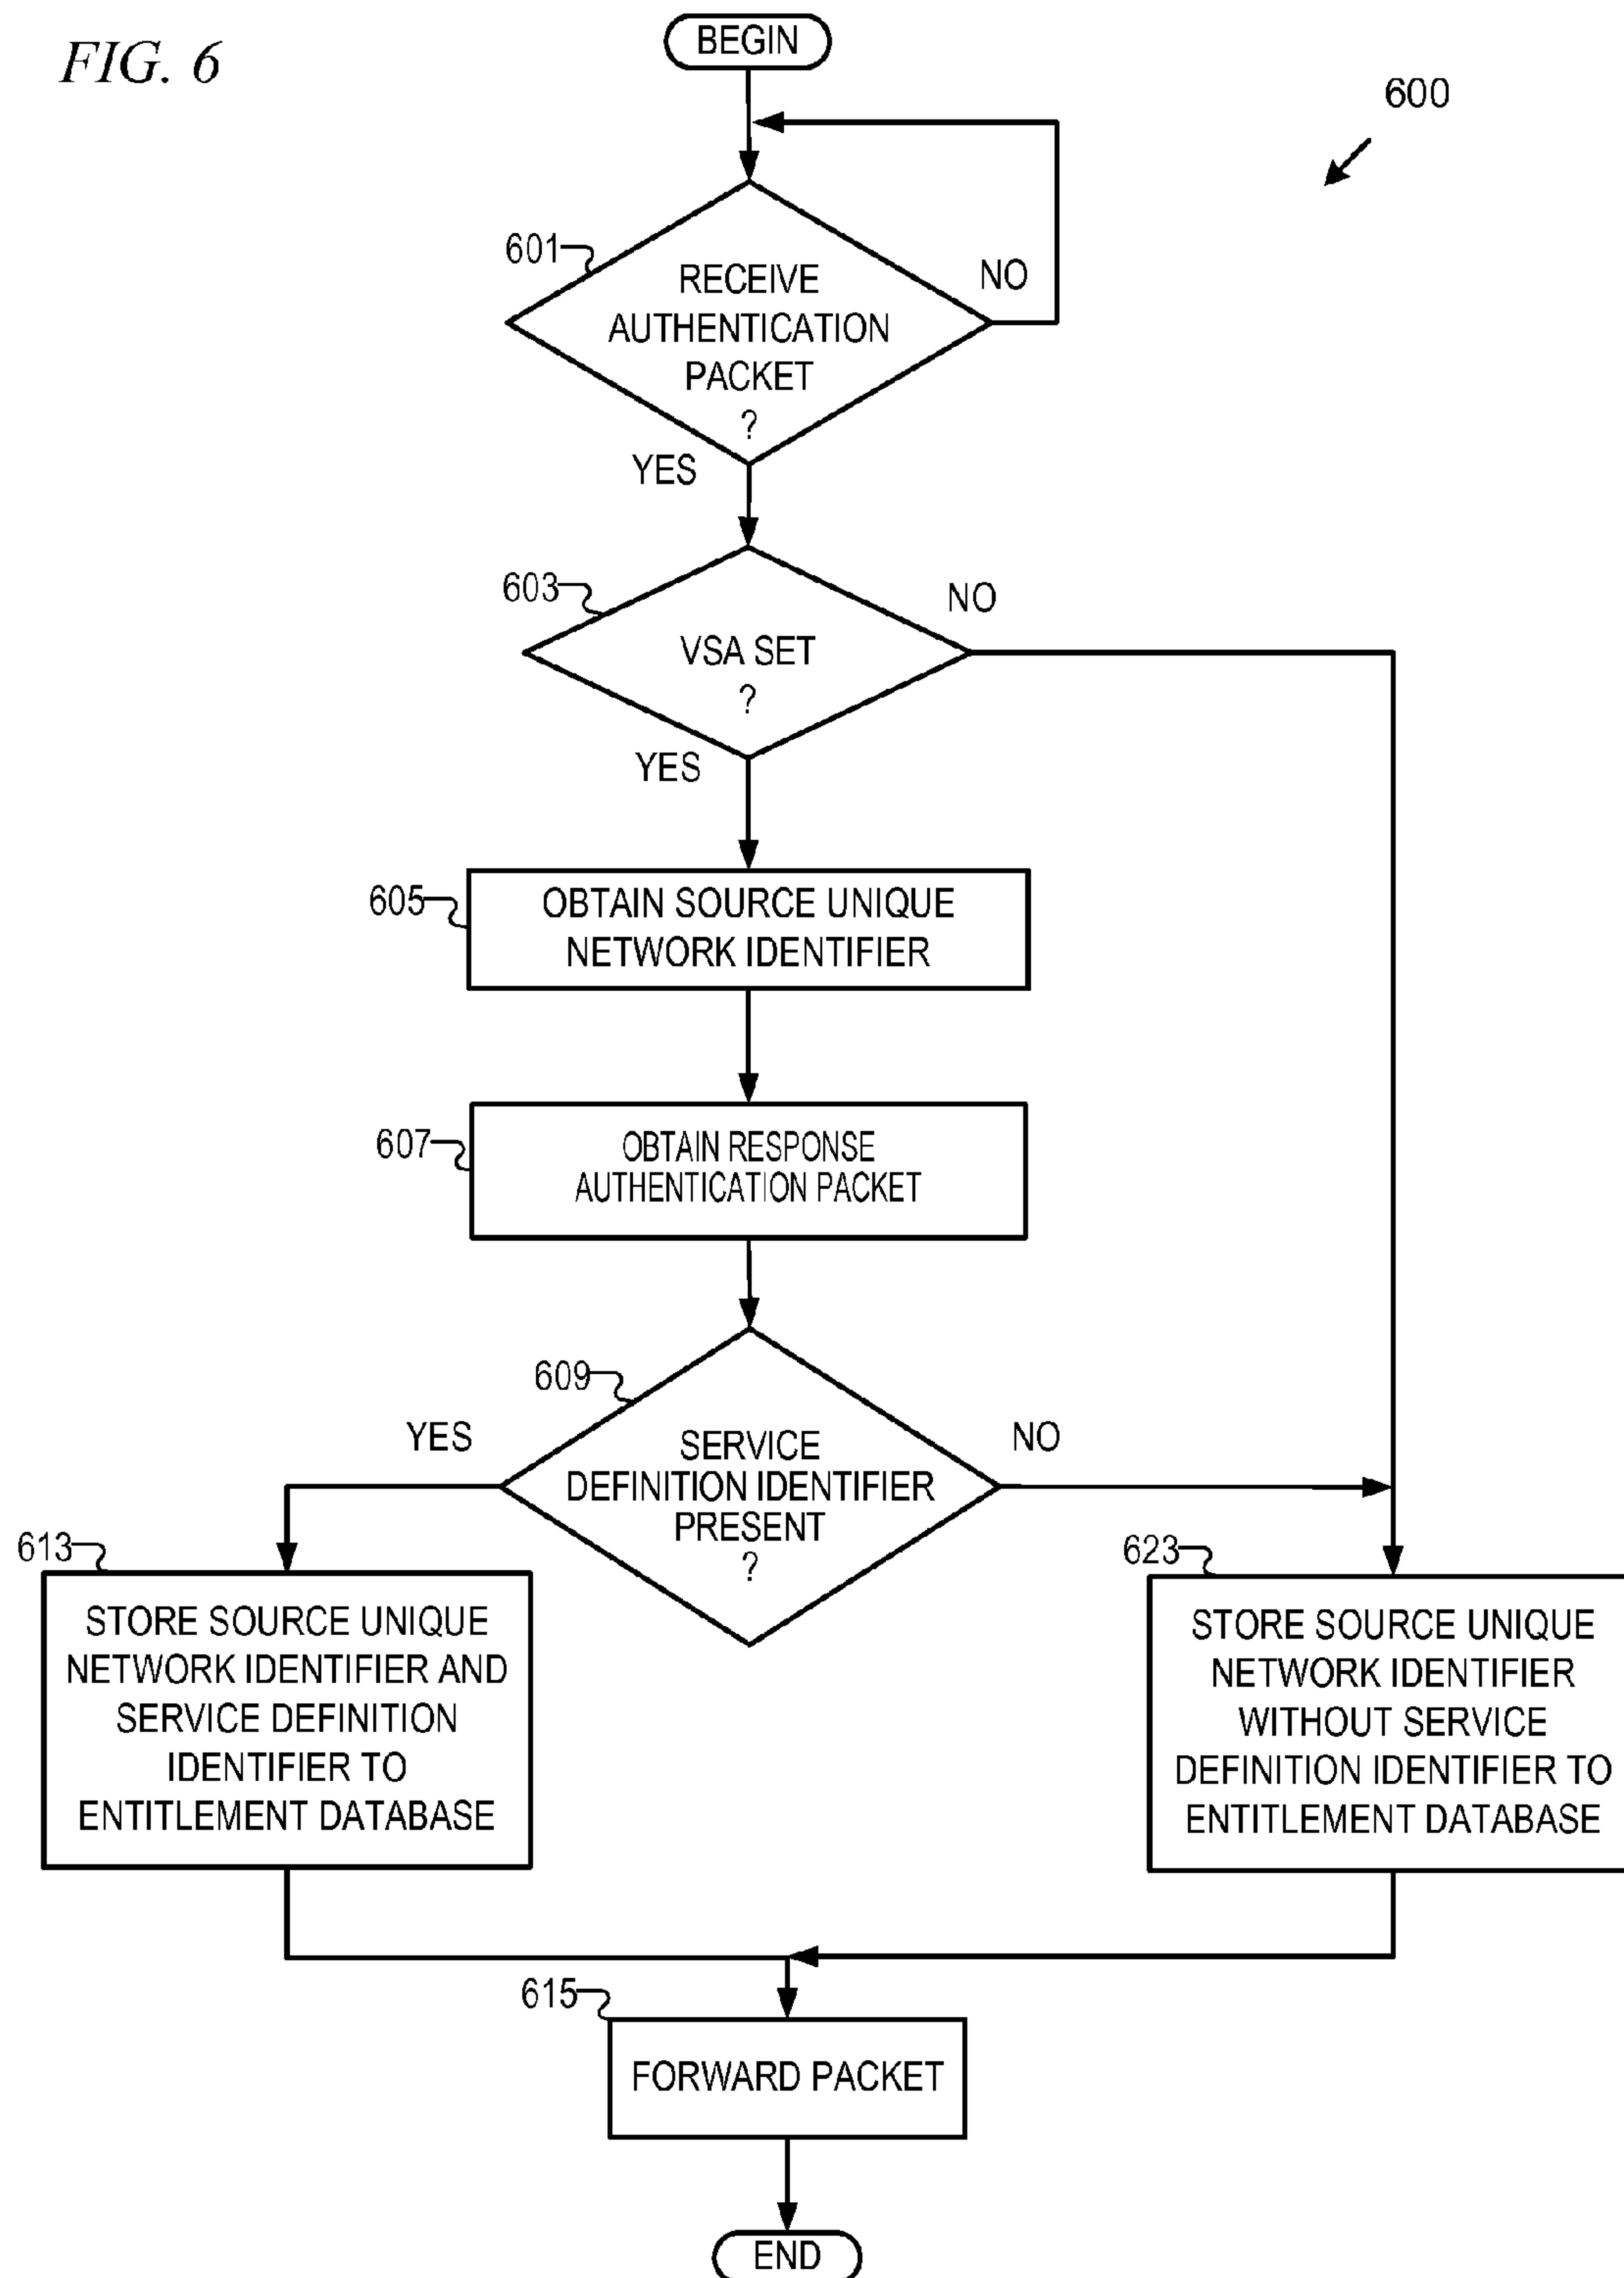 FIG. 6
BEGIN
600
601
RECEIVE
AUTHENTICATION
PACKET
?
NO
YES
603
VSA SET
?
NO
YES
605
OBTAIN SOURCE UNIQUE
NETWORK IDENTIFIER
607
OBTAIN RESPONSE
AUTHENTICATION PACKET
609
SERVICE
DEFINITION IDENTIFIER
PRESENT
?
YES
NO
613
STORE SOURCE UNIQUE
NETWORK IDENTIFIER AND
SERVICE DEFINITION
IDENTIFIER TO
ENTITLEMENT DATABASE
623
STORE SOURCE UNIQUE
NETWORK IDENTIFIER
WITHOUT SERVICE
DEFINITION IDENTIFIER TO
ENTITLEMENT DATABASE
615
FORWARD PACKET
END